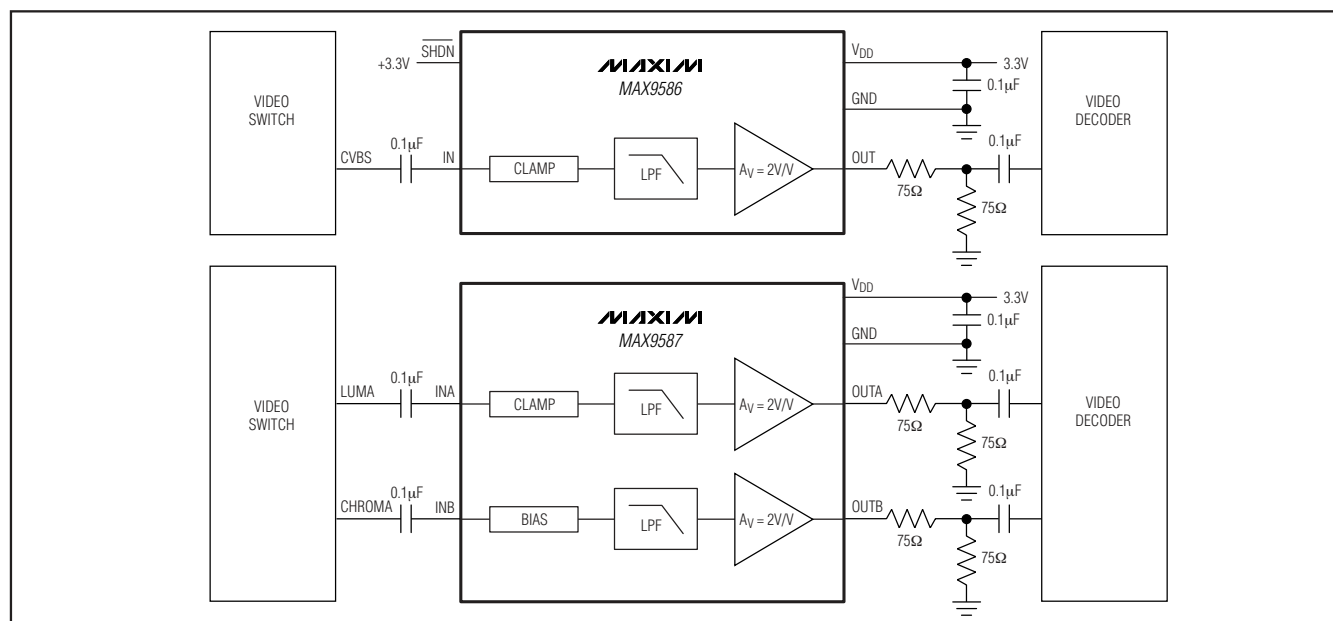 VIDEO
SWITCH
+3.3V
SHDN
MAXIM
MAX9586
VDD
3.3V
0.1µF
GND
VIDEO
DECODER
CVBS
0.1µF
IN
CLAMP
LPF
AV = 2V/V
OUT
75Ω
75Ω
0.1µF
VIDEO
SWITCH
MAXIM
MAX9587
VDD
3.3V
0.1µF
GND
VIDEO
DECODER
LUMA
0.1µF
INA
CLAMP
LPF
AV = 2V/V
OUTA
75Ω
75Ω
0.1µF
CHROMA
0.1µF
INB
BIAS
LPF
AV = 2V/V
OUTB
75Ω
75Ω
0.1µF